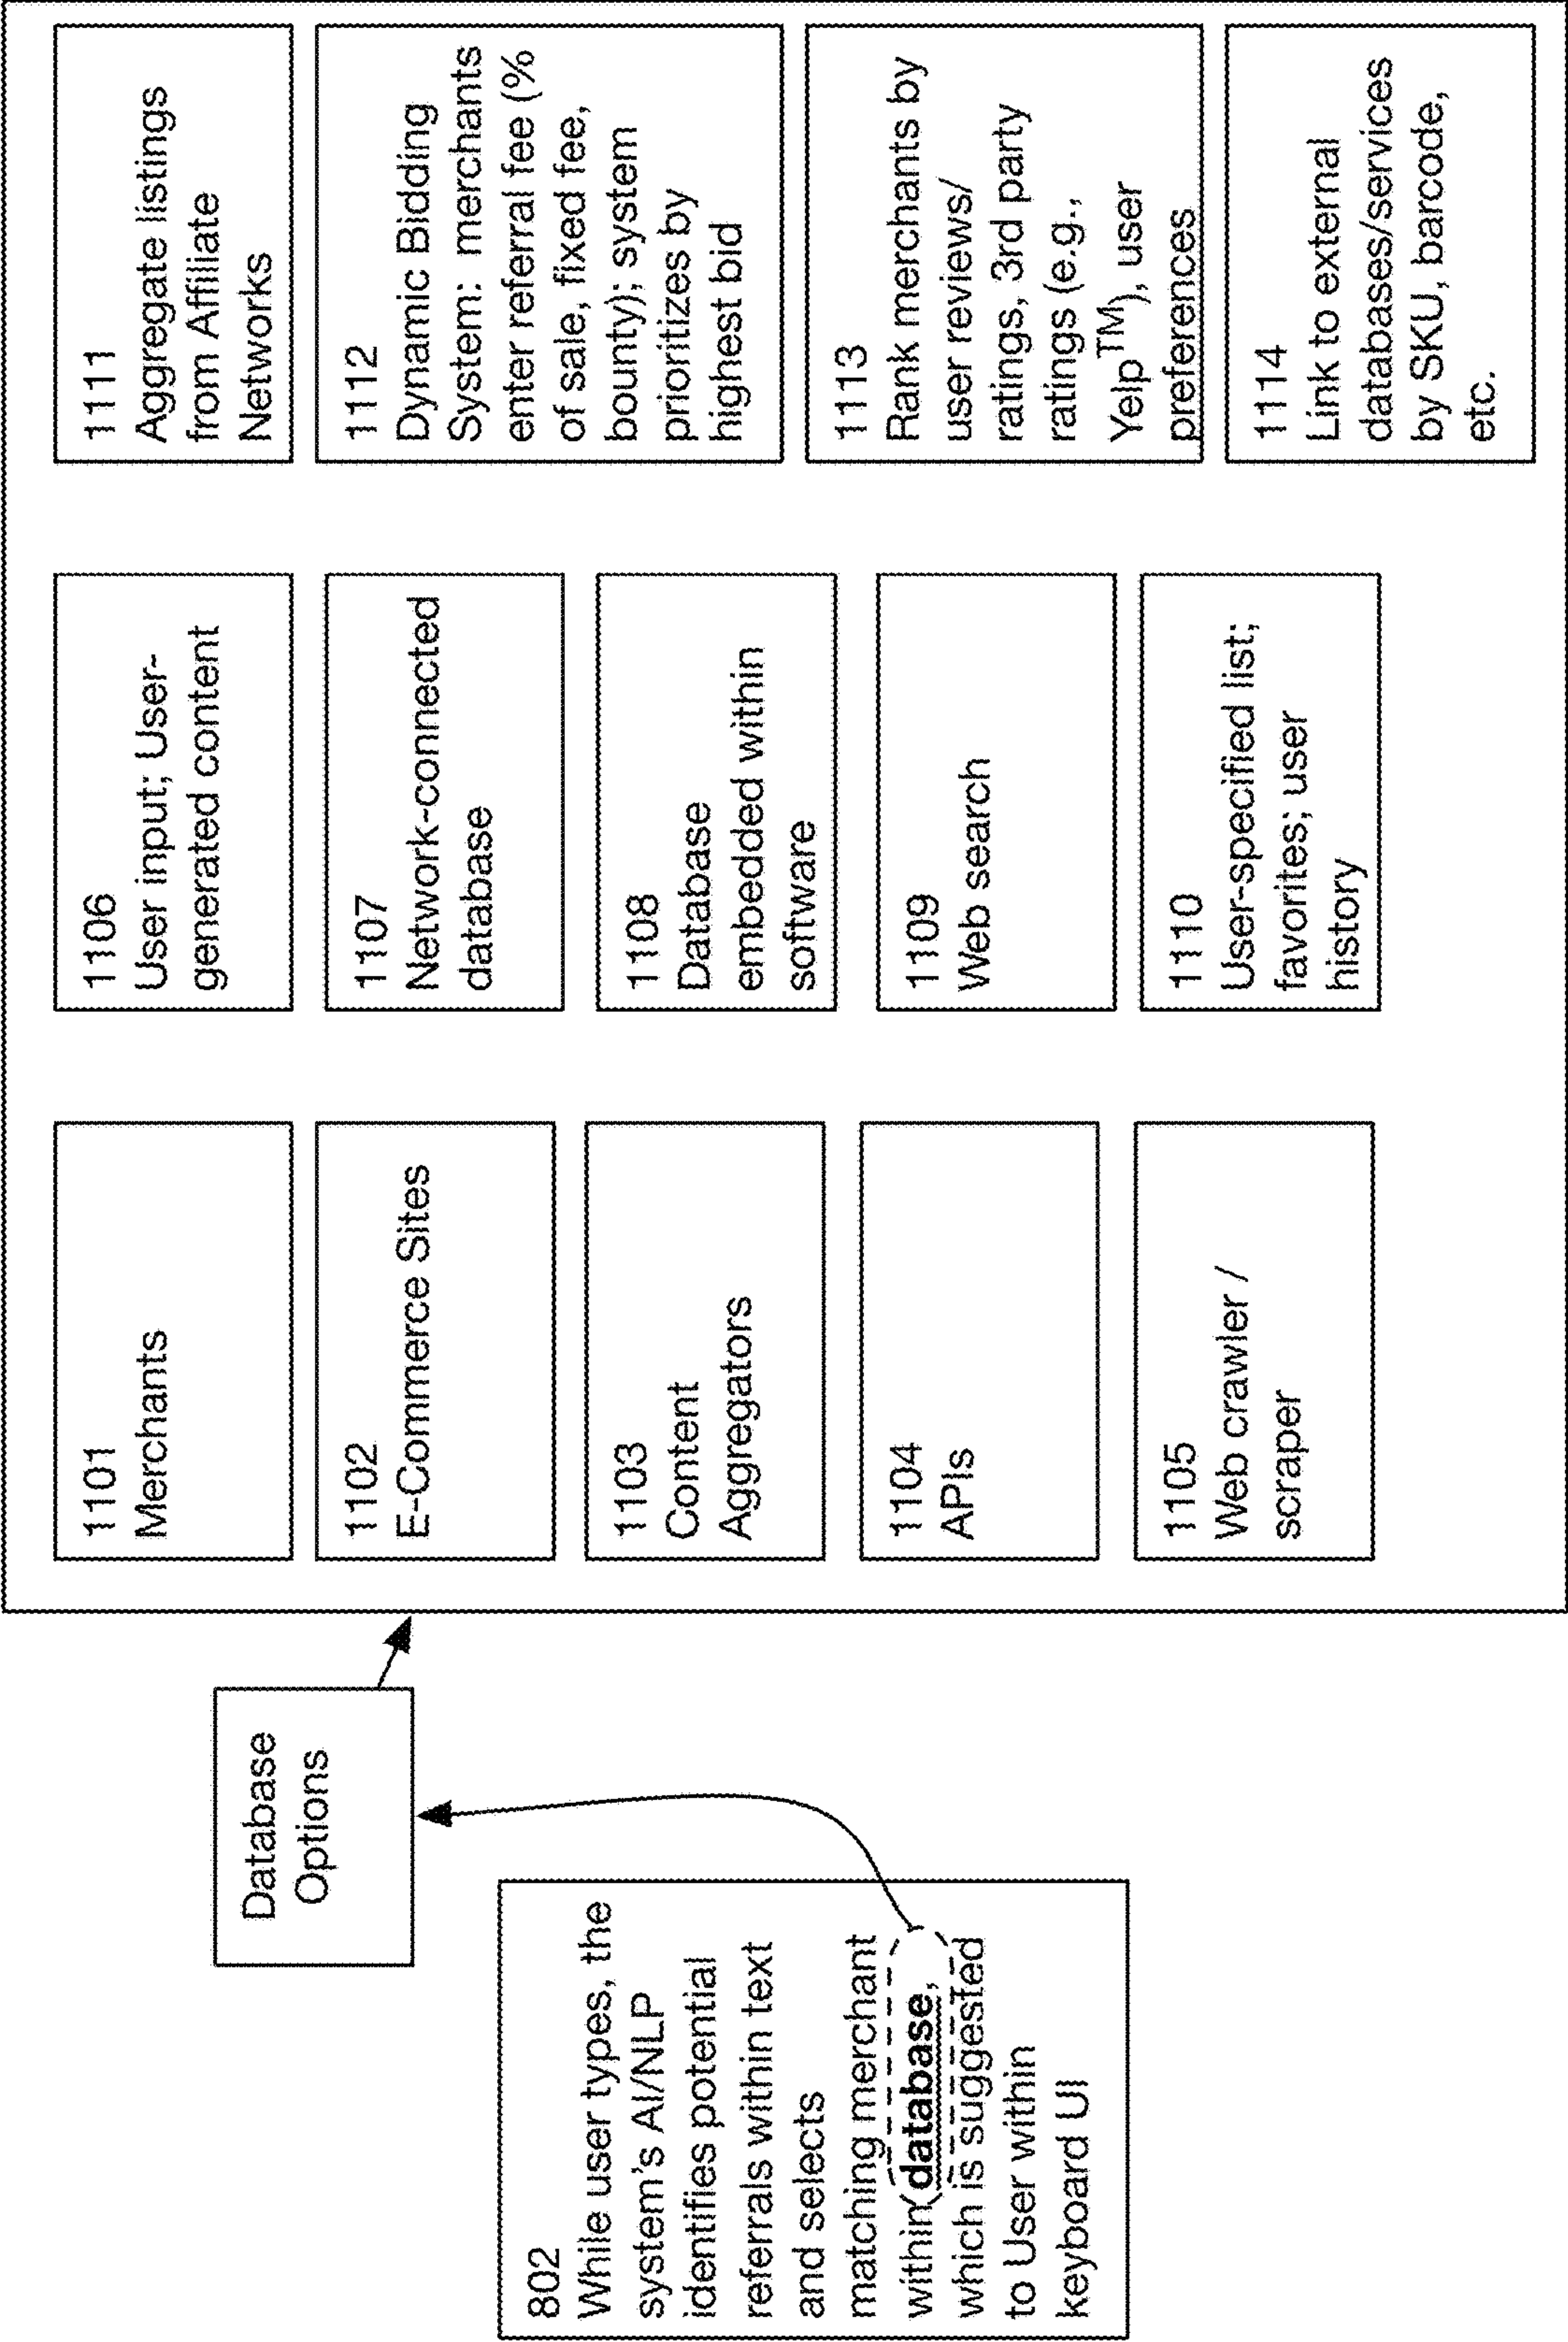 802
While user types, the
system's AI/NLP
identifies potential
referrals within text
and selects
matching merchant
within database,
which is suggested
to User within
keyboard UI
Database
Options
1101
Merchants
1102
E-Commerce Sites
1103
Content
Aggregators
1104
APIs
1105
Web crawler /
scraper
1106
User input; User-
generated content
1107
Network-connected
database
1108
Database
embedded within
software
1109
Web search
1110
User-specified list;
favorites; user
history
1111
Aggregate listings
from Affiliate
Networks
1112
Dynamic Bidding
System: merchants
enter referral fee (%
of sale, fixed fee,
bounty); system
prioritizes by
highest bid
1113
Rank merchants by
user reviews/
ratings, 3rd party
ratings (e.g.,
Yelp™), user
preferences
1114
Link to external
databases/services
by SKU, barcode,
etc.